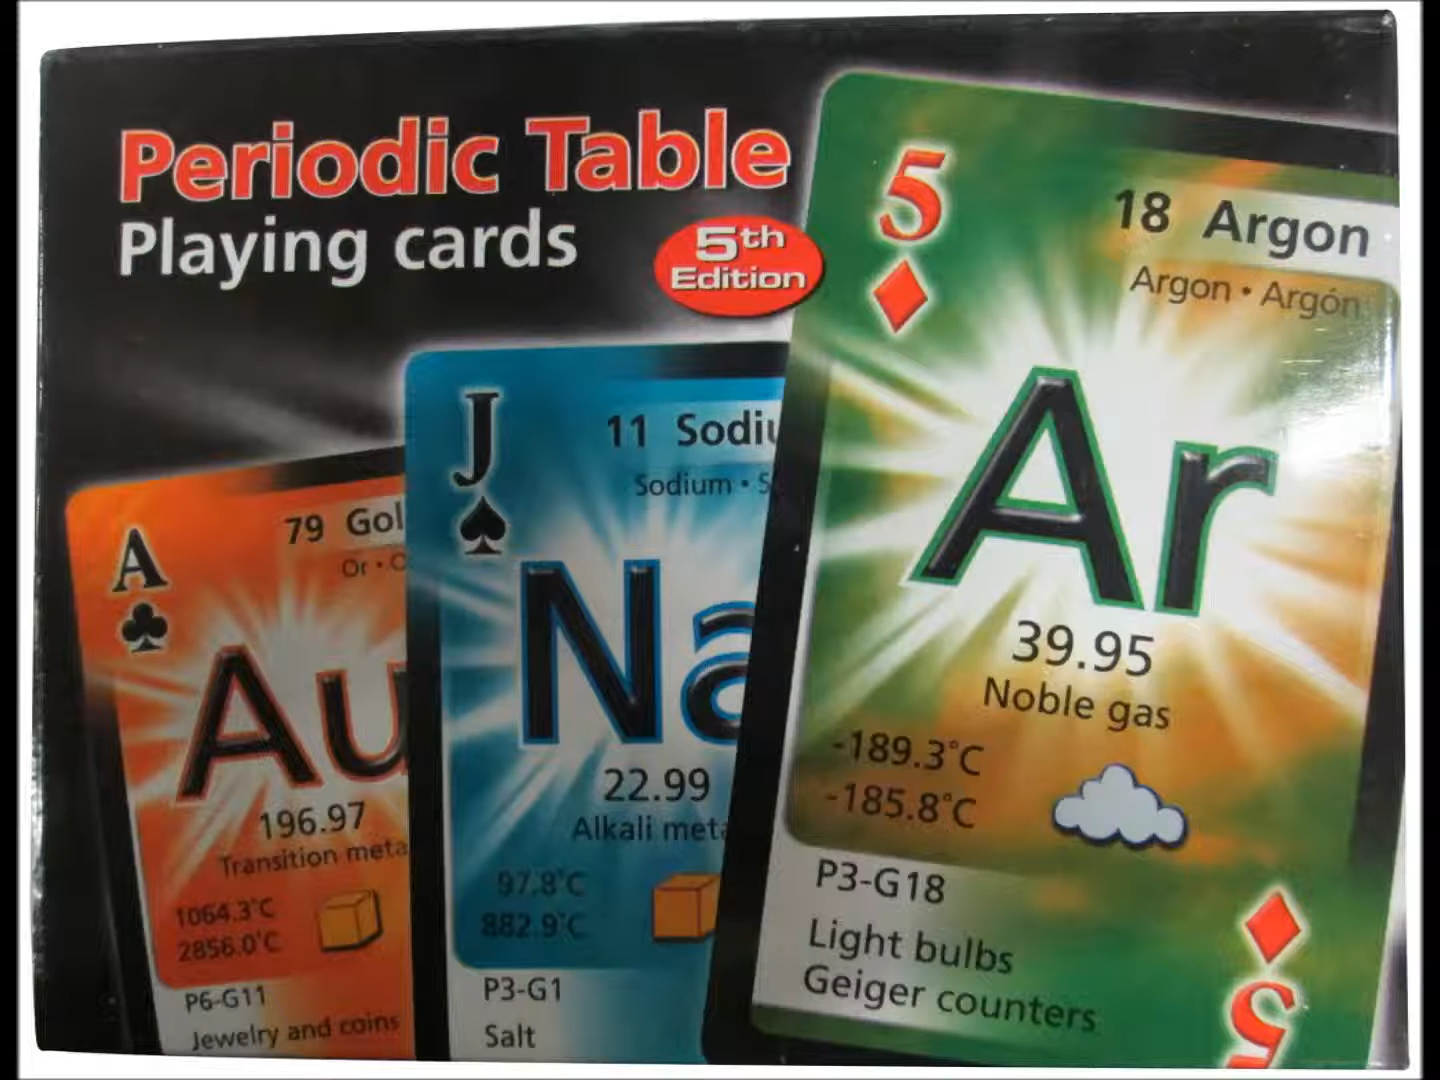 Periodic Table
Playing cards
5th
Edition
A
79 Gol
Or • C
Au
196.97
Transition meta
1064.3°C
2856.0°C
P6-G11
Jewelry and coins
J
11 Sodiu
Sodium • S
Na
22.99
Alkali meta
97.8°C
882.9°C
P3-G1
Salt
5
18 Argon
Argon • Argón
Ar
39.95
Noble gas
-189.3°C
-185.8°C
P3-G18
Light bulbs
Geiger counters
5